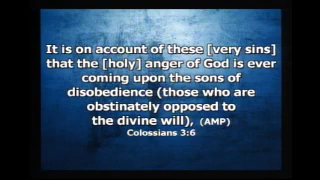 It is on account of these [very sins]
that the [holy] anger of God is ever
coming upon the sons of
disobedience (those who are
obstinately opposed to
the divine will), (AMP)
Colossians 3:6